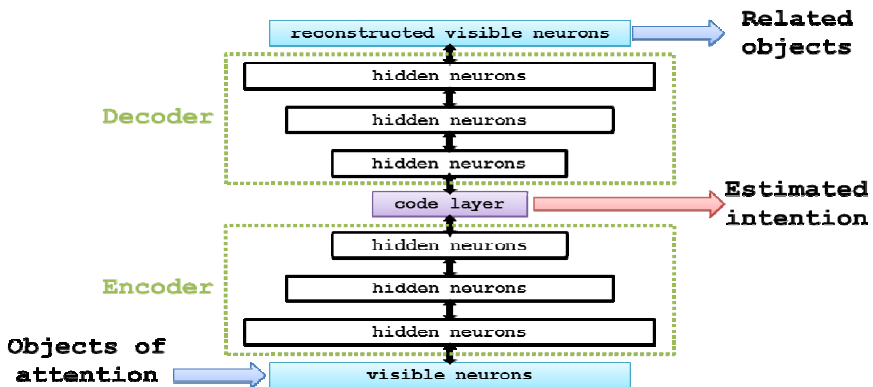 reconstructed visible neurons
Related
objects
hidden neurons
Decoder
hidden neurons
hidden neurons
code layer
Estimated
intention
hidden neurons
Encoder
hidden neurons
hidden neurons
Objects of
attention
visible neurons